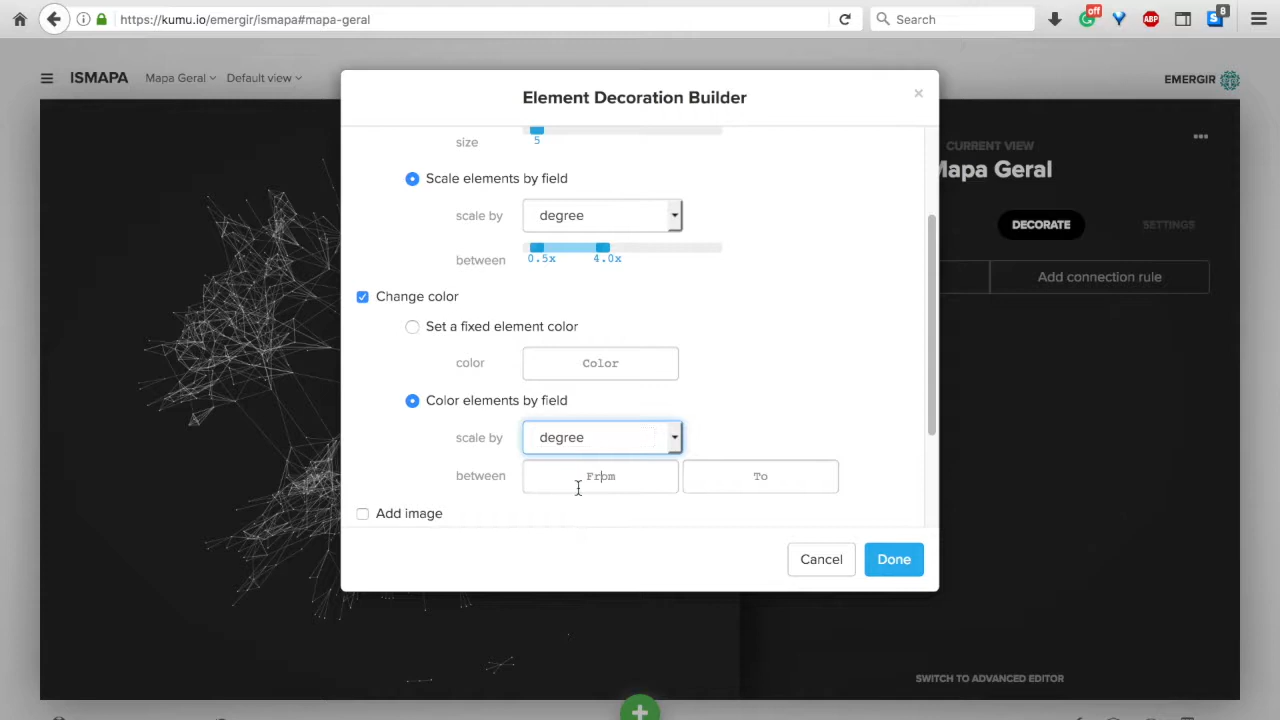 https://kumu.io/emergir/ismapa#mapa-geral
Search
off
ABP
8
ISMAPA
Mapa Geral
Default view
EMERGIR
Element Decoration Builder
×
size
5
Scale elements by field
scale by
degree
between
0.5x
4.0x
Change color
Set a fixed element color
color
Color
Color elements by field
scale by
degree
between
From
To
Add image
Cancel
Done
CURRENT VIEW
Mapa Geral
DECORATE
SETTINGS
Add connection rule
SWITCH TO ADVANCED EDITOR